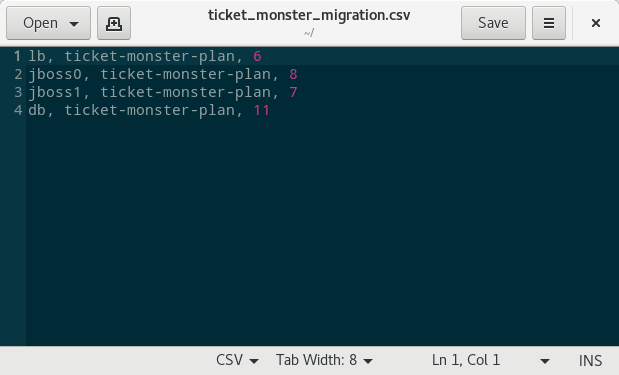 Open
ticket_monster_migration.csv
~/
Save
1 lb, ticket-monster-plan, 6
2 jboss0, ticket-monster-plan, 8
3 jboss1, ticket-monster-plan, 7
4 db, ticket-monster-plan, 11
CSV Tab Width: 8 Ln 1, Col 1 INS